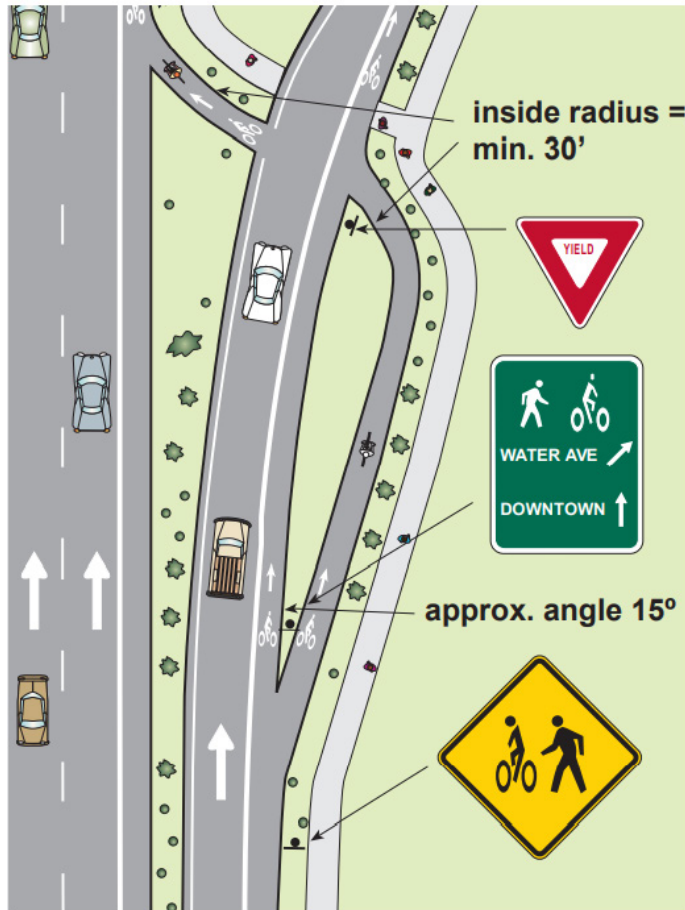 inside radius =
min. 30’
YIELD
WATER AVE
DOWNTOWN
approx. angle 15º